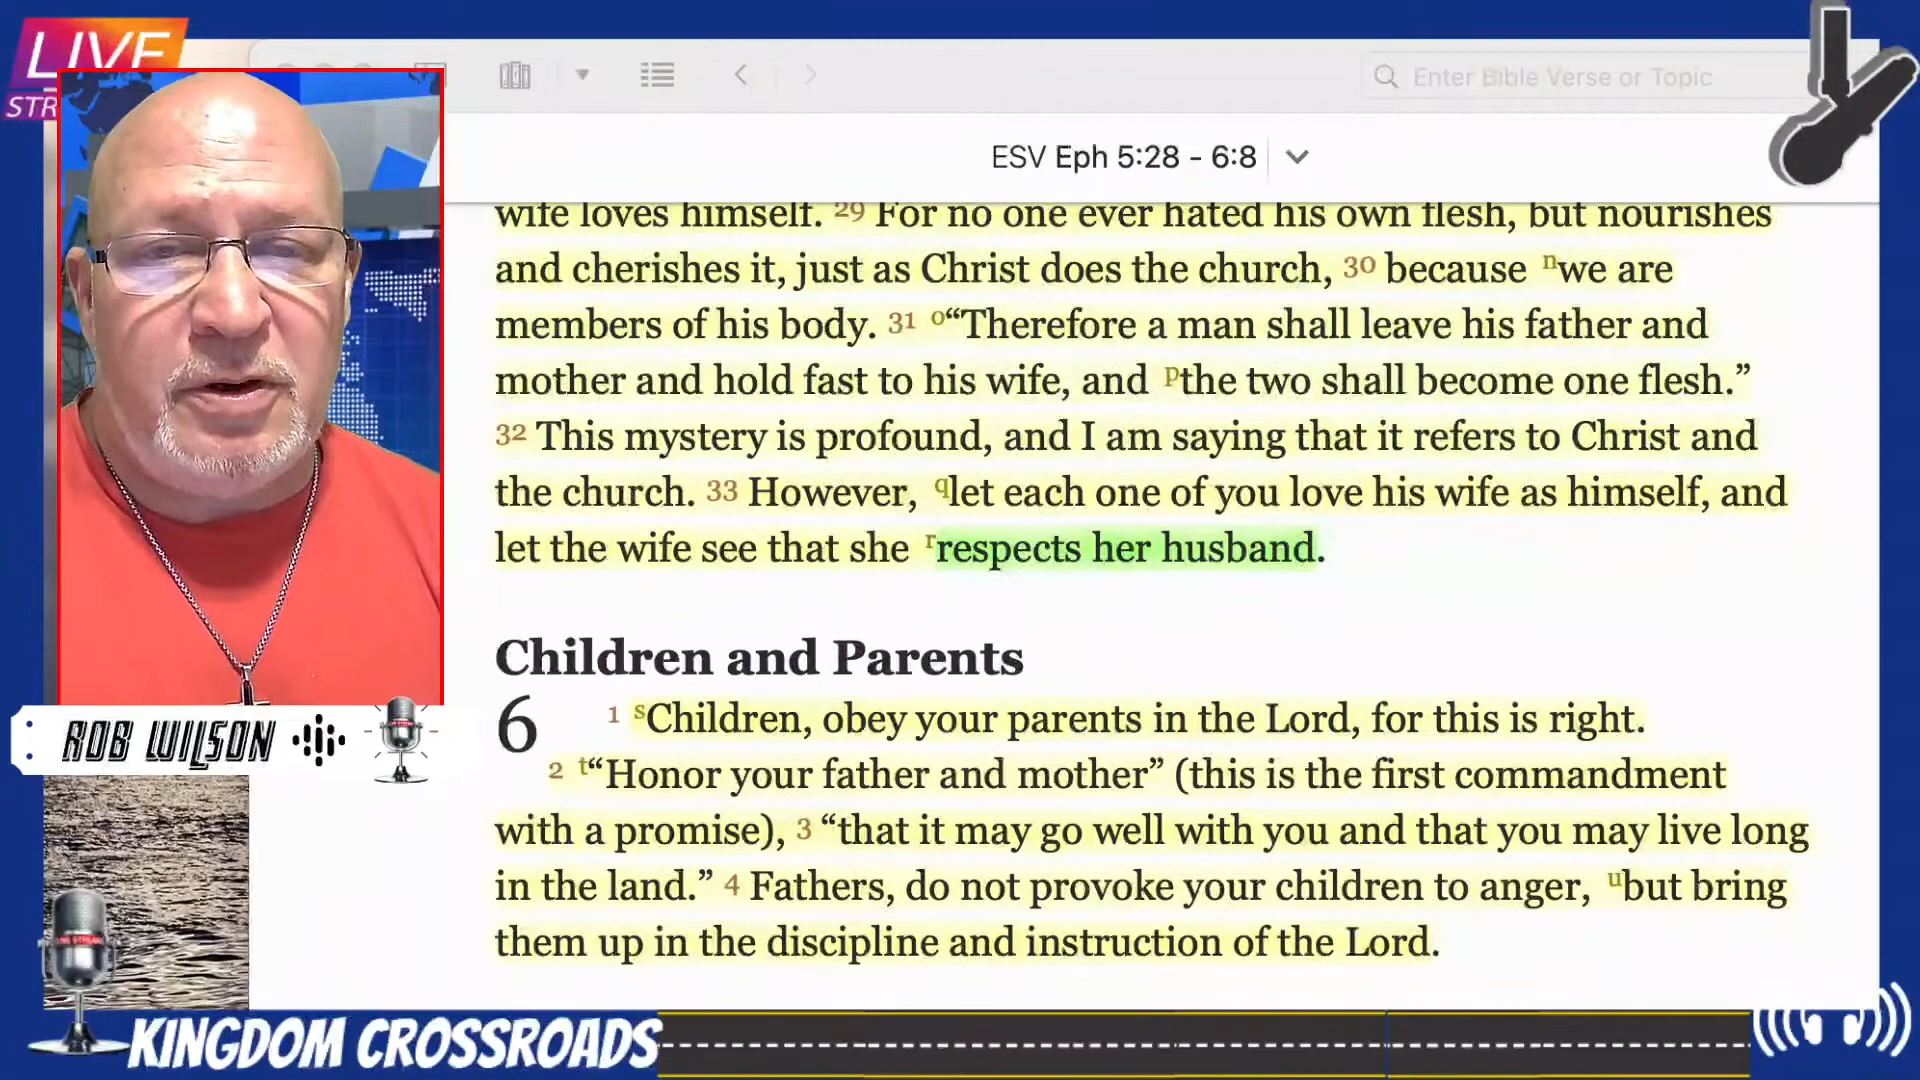 LIVE
STR
Enter Bible Verse or Topic
ESV Eph 5:28 - 6:8
wife loves himself. 29 For no one ever hated his own flesh, but nourishes
and cherishes it, just as Christ does the church, 30 because nwe are
members of his body. 31 o“Therefore a man shall leave his father and
mother and hold fast to his wife, and pthe two shall become one flesh.”
32 This mystery is profound, and I am saying that it refers to Christ and
the church. 33 However, qlet each one of you love his wife as himself, and
let the wife see that she rrespects her husband.
Children and Parents
6 1 sChildren, obey your parents in the Lord, for this is right.
2 t“Honor your father and mother” (this is the first commandment
with a promise), 3 “that it may go well with you and that you may live long
in the land.” 4 Fathers, do not provoke your children to anger, ubut bring
them up in the discipline and instruction of the Lord.
ROB WILSON
KINGDOM CROSSROADS